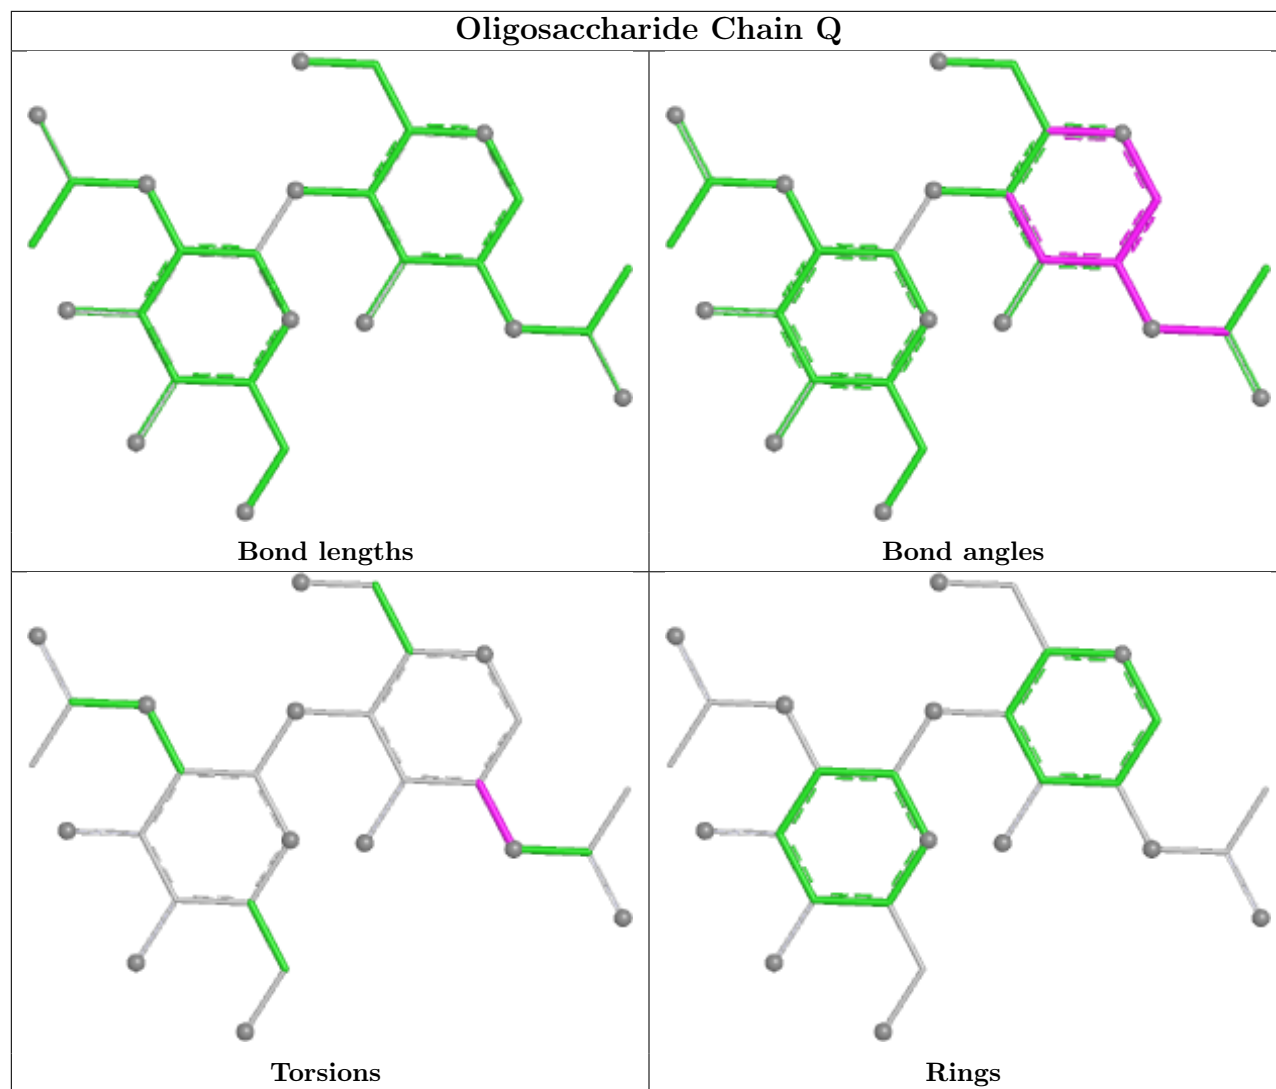 Oligosaccharide Chain Q
Bond lengths
Bond angles
Torsions
Rings